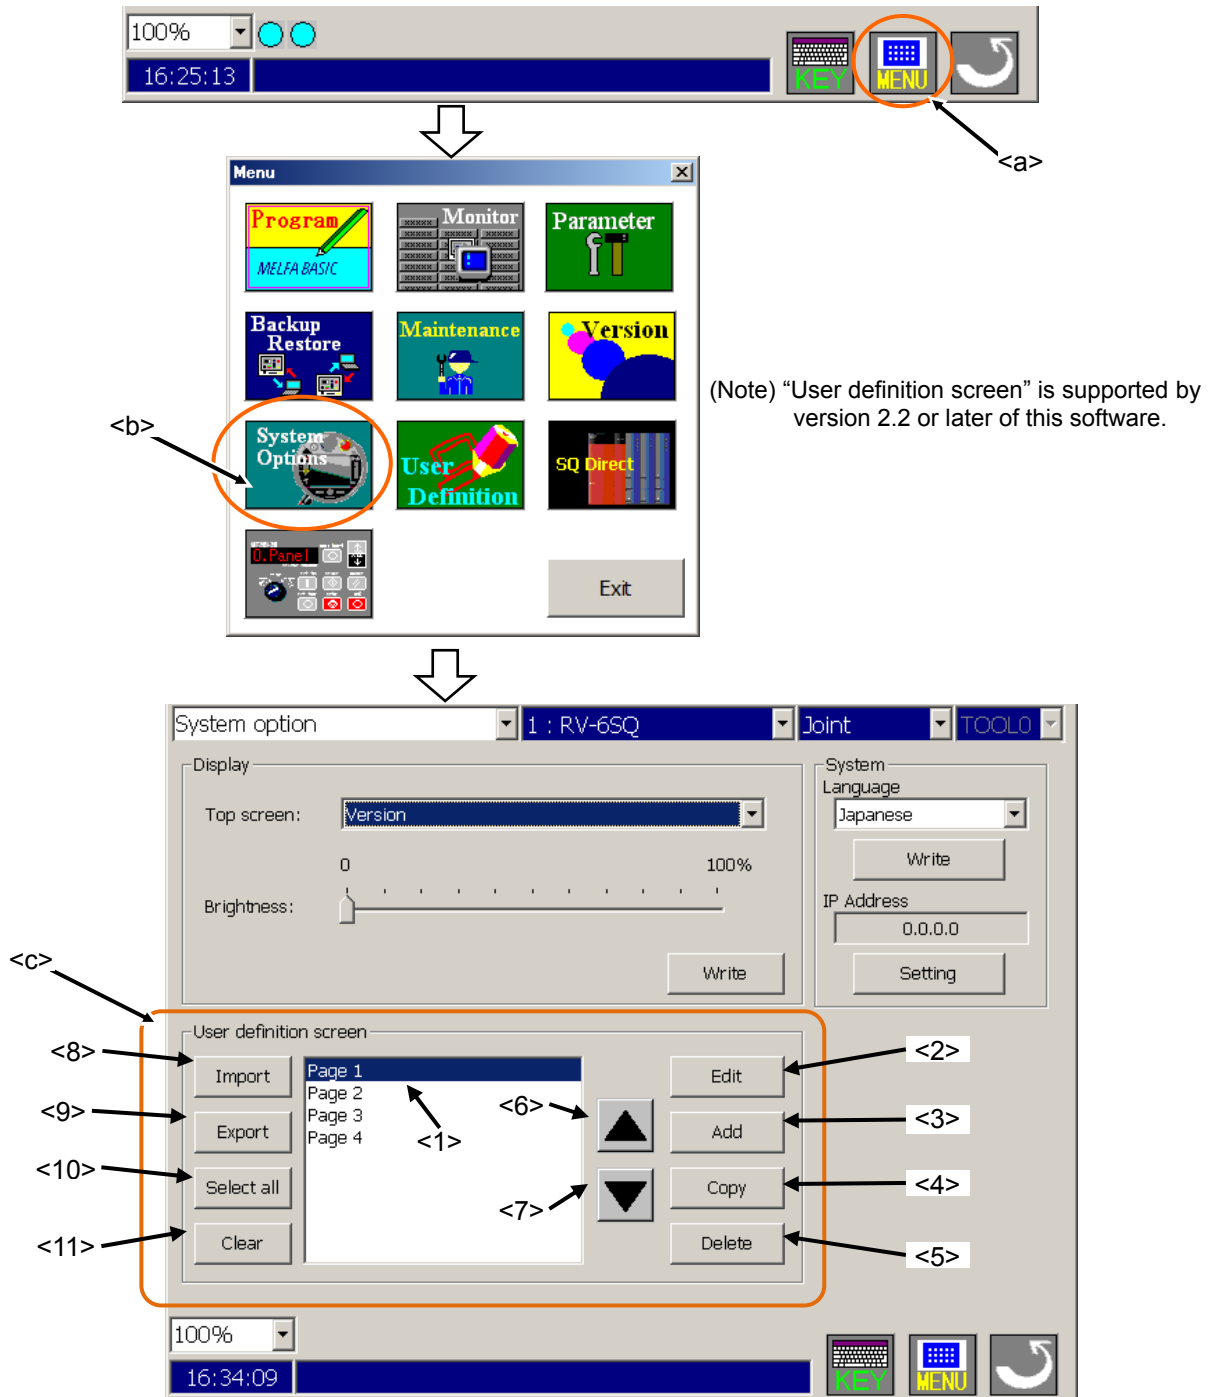 100%
16:25:13
KEY
MENU
<a>
Menu
Program
MELFA BASIC
Monitor
Parameter
Backup
Restore
Maintenance
Version
(Note) “User definition screen” is supported by
version 2.2 or later of this software.
<b>
System
Options
User
Definition
SQ Direct
O.Panel
Exit
System option
1 : RV-6SQ
Joint
TOOL0
Display
Top screen:
Version
0
100%
Brightness:
Write
System
Language
Japanese
Write
IP Address
0.0.0.0
Setting
<c>
User definition screen
<8>
Import
Page 1
Page 2
Page 3
Page 4
<1>
<6>
Edit
<2>
<9>
Export
Add
<3>
<10>
Select all
<7>
Copy
<4>
<11>
Clear
Delete
<5>
100%
16:34:09
KEY
MENU